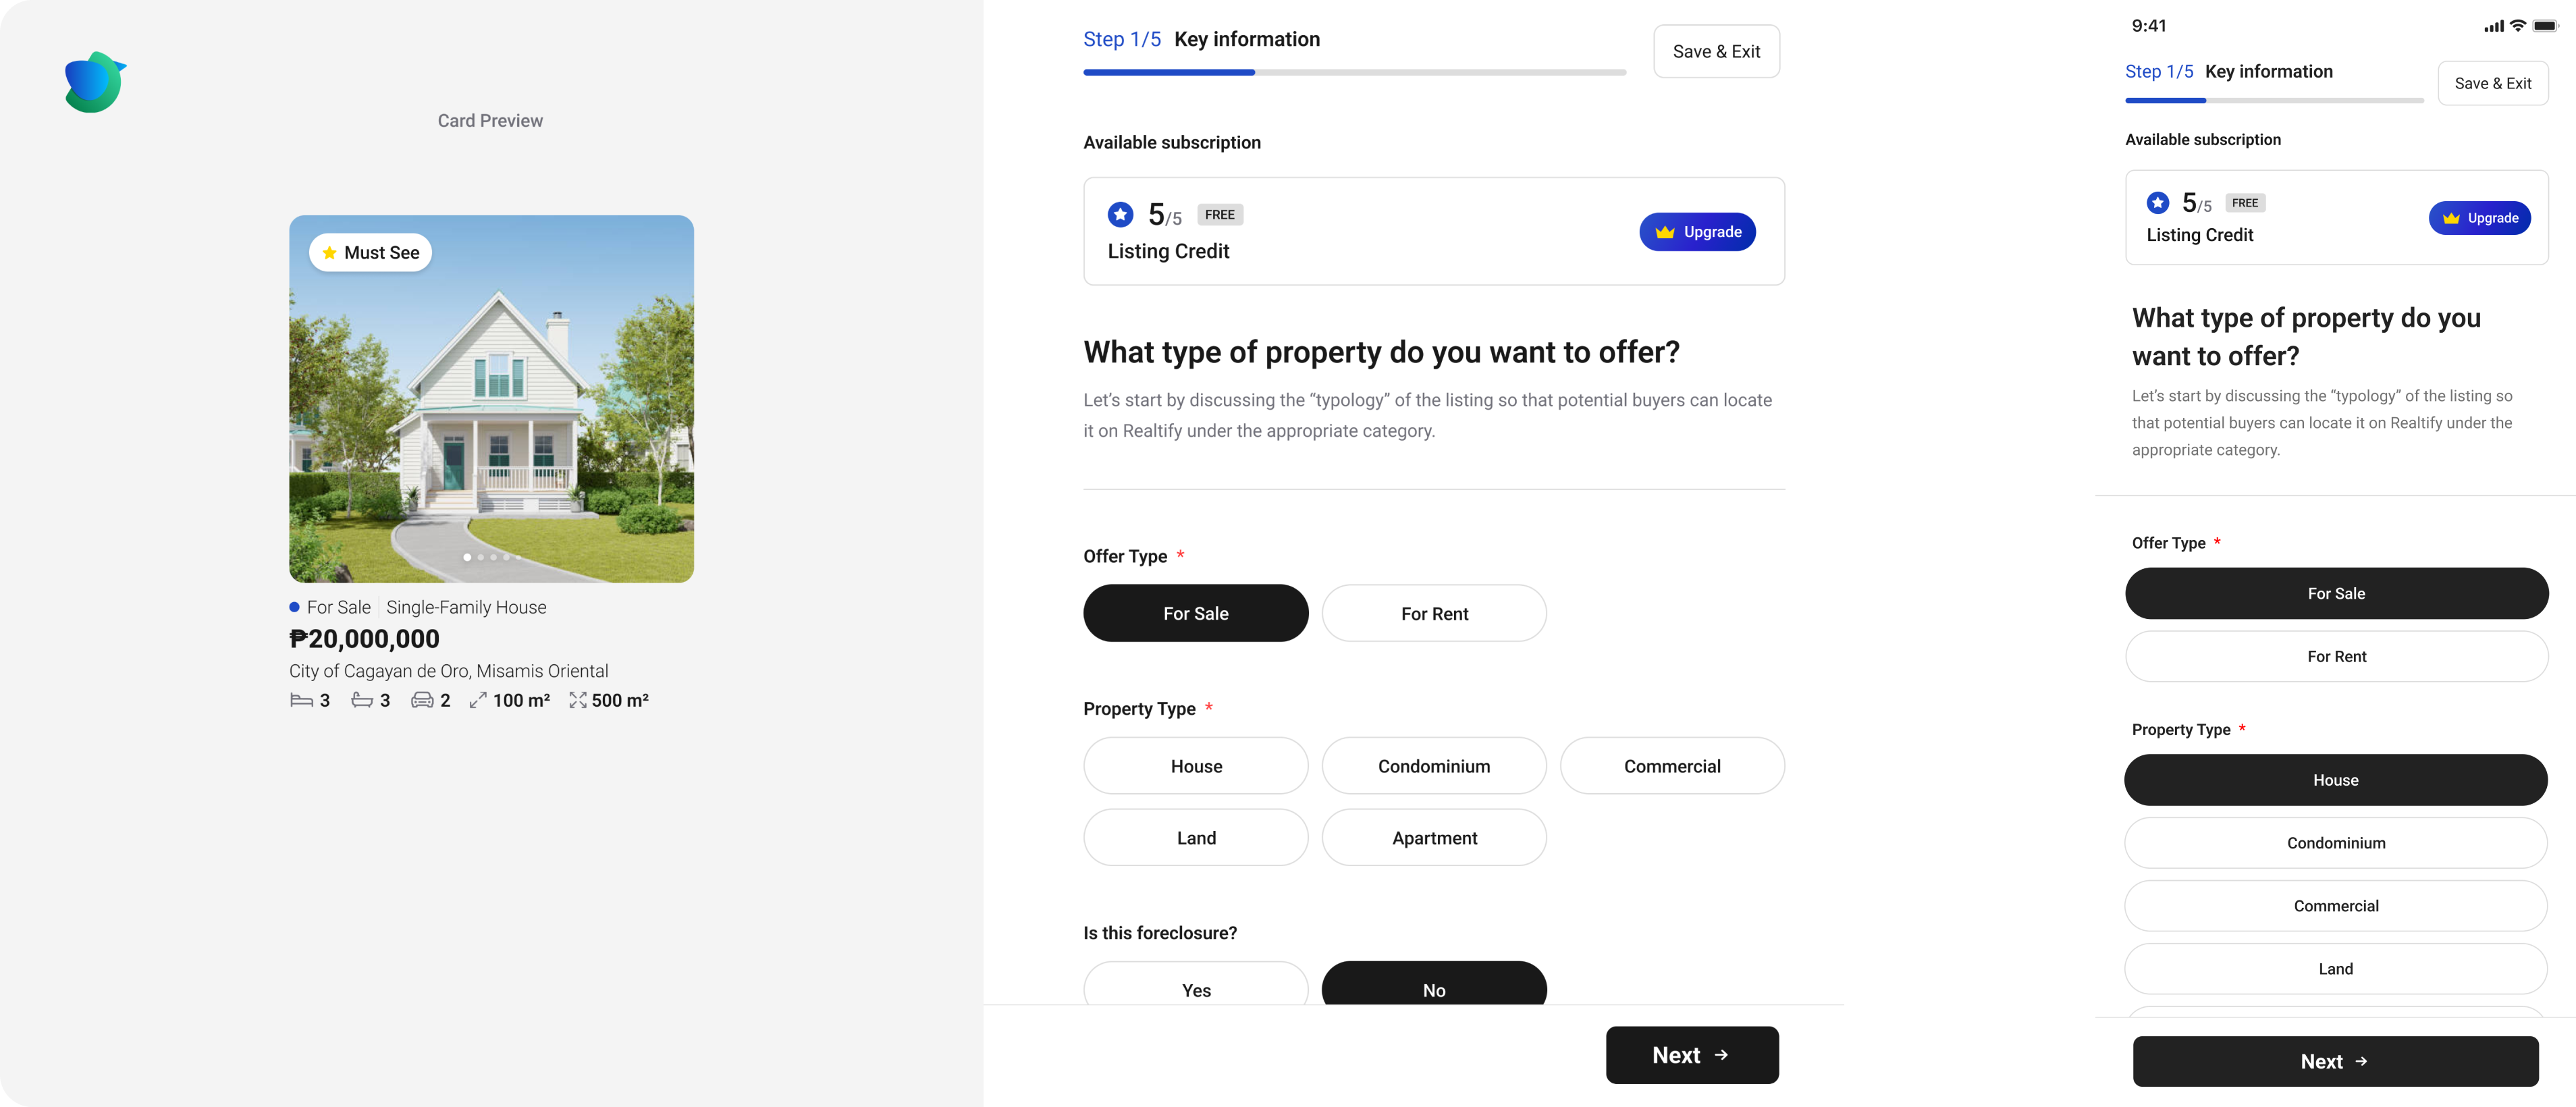 Card Preview
Must See
For Sale
Single-Family House
₱20,000,000
City of Cagayan de Oro, Misamis Oriental
3 3 2 100 m² 500 m²
Step 1/5 Key information
Save & Exit
Available subscription
5/5 FREE
Listing Credit
Upgrade
What type of property do you want to offer?
Let’s start by discussing the “typology” of the listing so that potential buyers can locate
it on Realtify under the appropriate category.
Offer Type *
For Sale
For Rent
Property Type *
House
Condominium
Commercial
Land
Apartment
Is this foreclosure?
Yes
No
Next
9:41
Step 1/5 Key information
Save & Exit
Available subscription
5/5 FREE
Listing Credit
Upgrade
What type of property do you
want to offer?
Let’s start by discussing the “typology” of the listing so
that potential buyers can locate it on Realtify under the
appropriate category.
Offer Type *
For Sale
For Rent
Property Type *
House
Condominium
Commercial
Land
Next